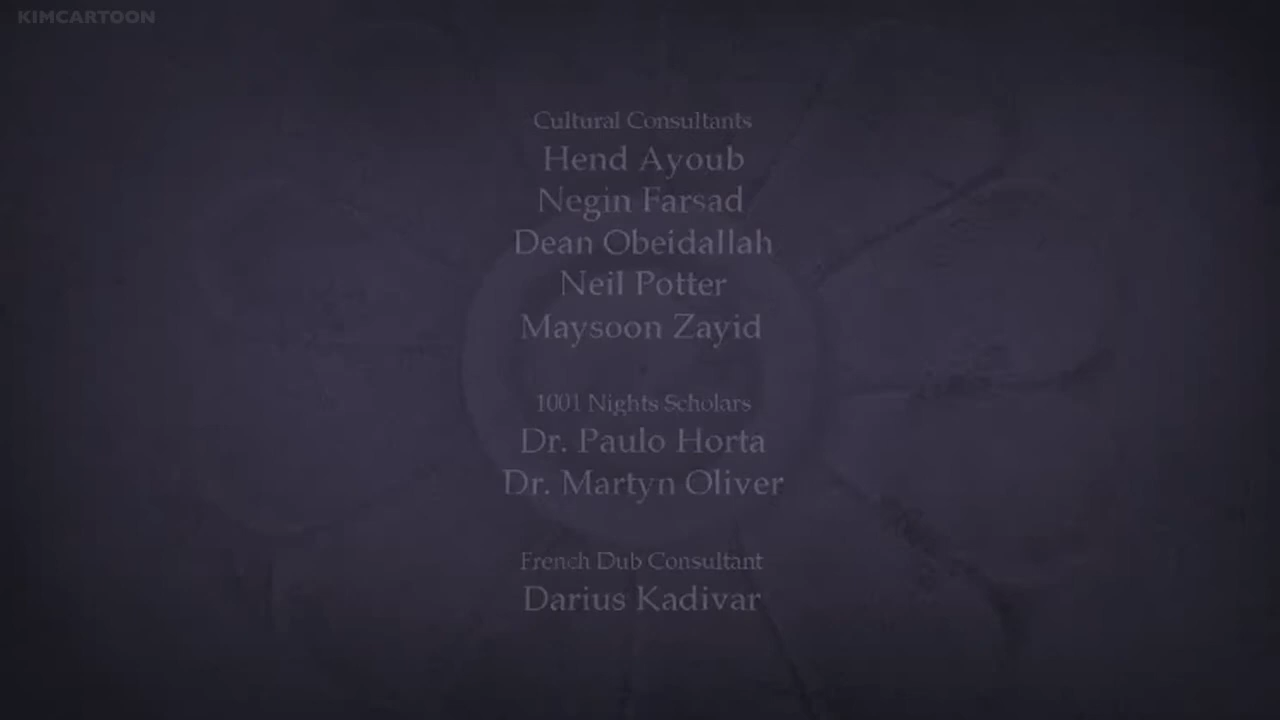 KIMCARTOON
Cultural Consultants
Hend Ayoub
Negin Farsad
Dean Obeidallah
Neil Potter
Maysoon Zayid
1001 Nights Scholars
Dr. Paulo Horta
Dr. Martyn Oliver
French Dub Consultant
Darius Kadivar